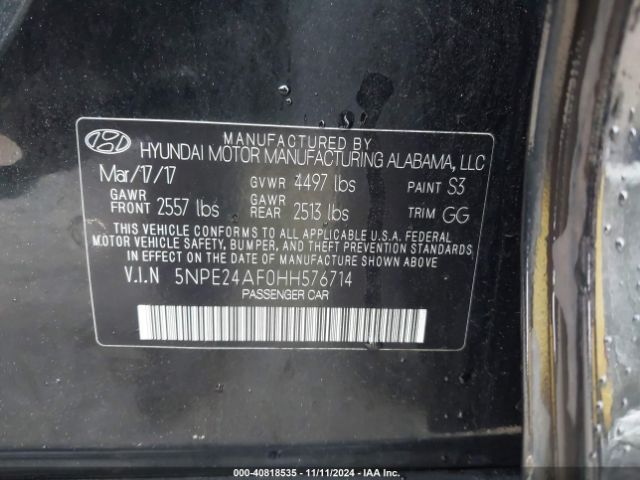 MANUFACTURED BY
HYUNDAI MOTOR MANUFACTURING ALABAMA, LLC
Mar/17/17 GVWR 4497 lbs PAINT S3
GAWR FRONT 2557 lbs GAWR REAR 2513 lbs TRIM GG
THIS VEHICLE CONFORMS TO ALL APPLICABLE U.S.A. FEDERAL
MOTOR VEHICLE SAFETY, BUMPER, AND THEFT PREVENTION STANDARDS
IN EFFECT ON THE DATE OF MANUFACTURE SHOWN ABOVE.
V.I.N 5NPE24AF0HH576714
PASSENGER CAR
000-40818535 - 11/11/2024 - IAA Inc.